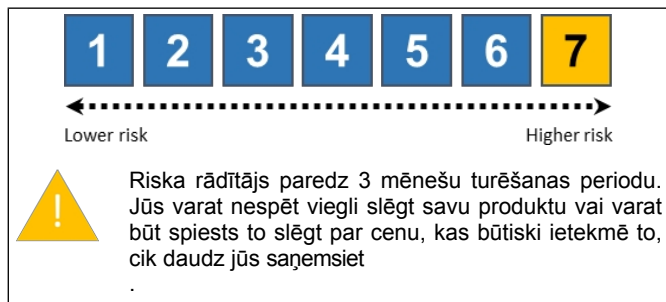 1 2 3 4 5 6 7
Lower risk Higher risk
!
Riska rādītājs paredz 3 mēnešu turēšanas periodu.
Jūs varat nespēt viegli slēgt savu produktu vai varat
būt spiests to slēgt par cenu, kas būtiski ietekmē to,
cik daudz jūs saņemsiet
.